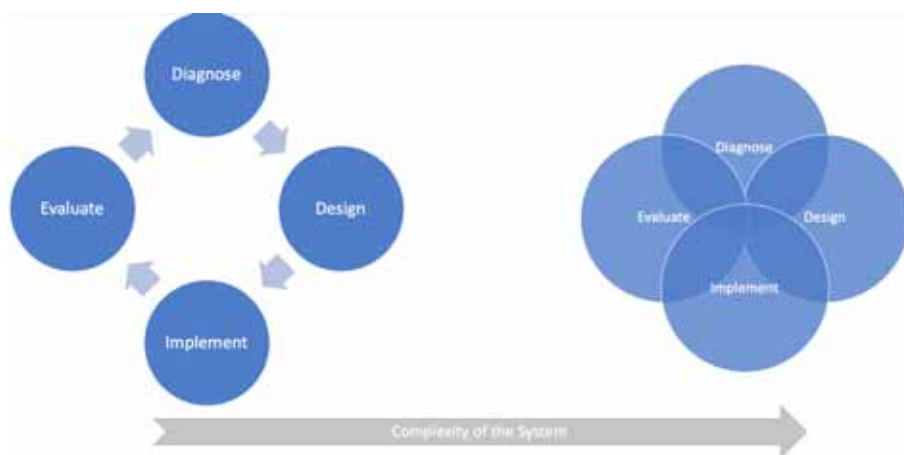 Diagnose
Evaluate
Design
Implement
Diagnose
Evaluate
Design
Implement
Complexity of the System